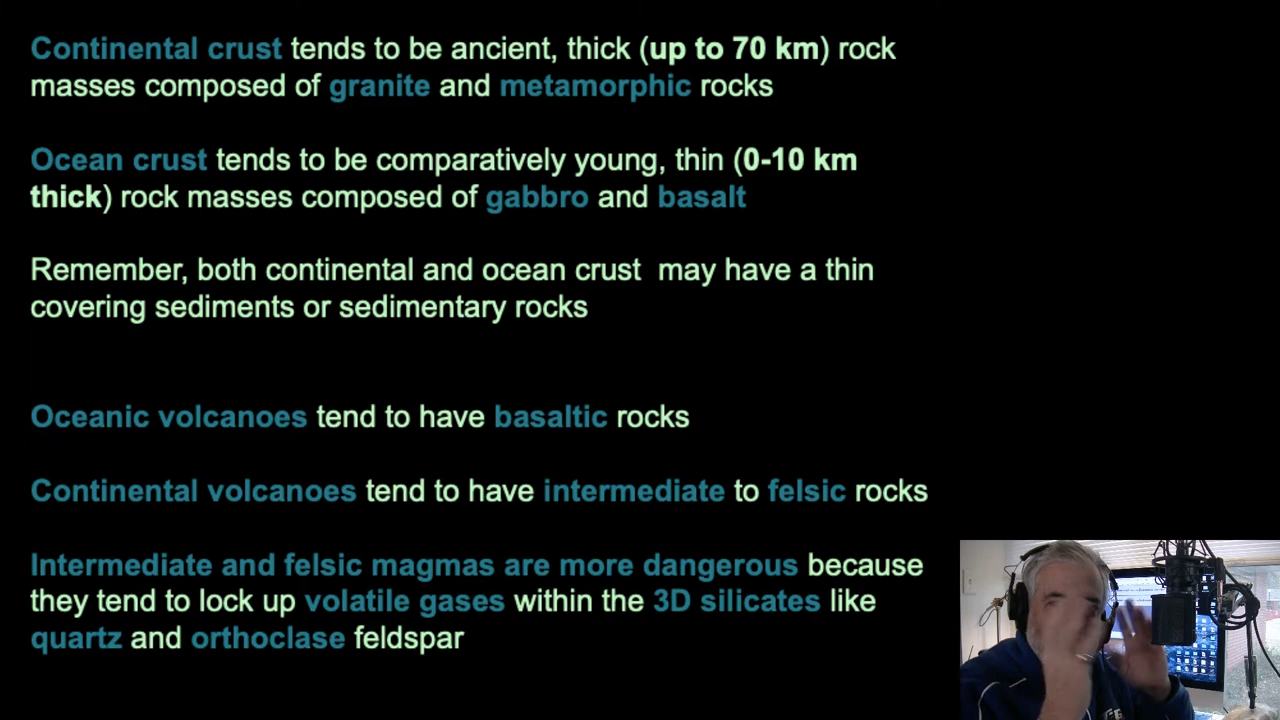 Continental crust tends to be ancient, thick (up to 70 km) rock
masses composed of granite and metamorphic rocks
Ocean crust tends to be comparatively young, thin (0-10 km
thick) rock masses composed of gabbro and basalt
Remember, both continental and ocean crust  may have a thin
covering sediments or sedimentary rocks
Oceanic volcanoes tend to have basaltic rocks
Continental volcanoes tend to have intermediate to felsic rocks
Intermediate and felsic magmas are more dangerous because
they tend to lock up volatile gases within the 3D silicates like
quartz and orthoclase feldspar